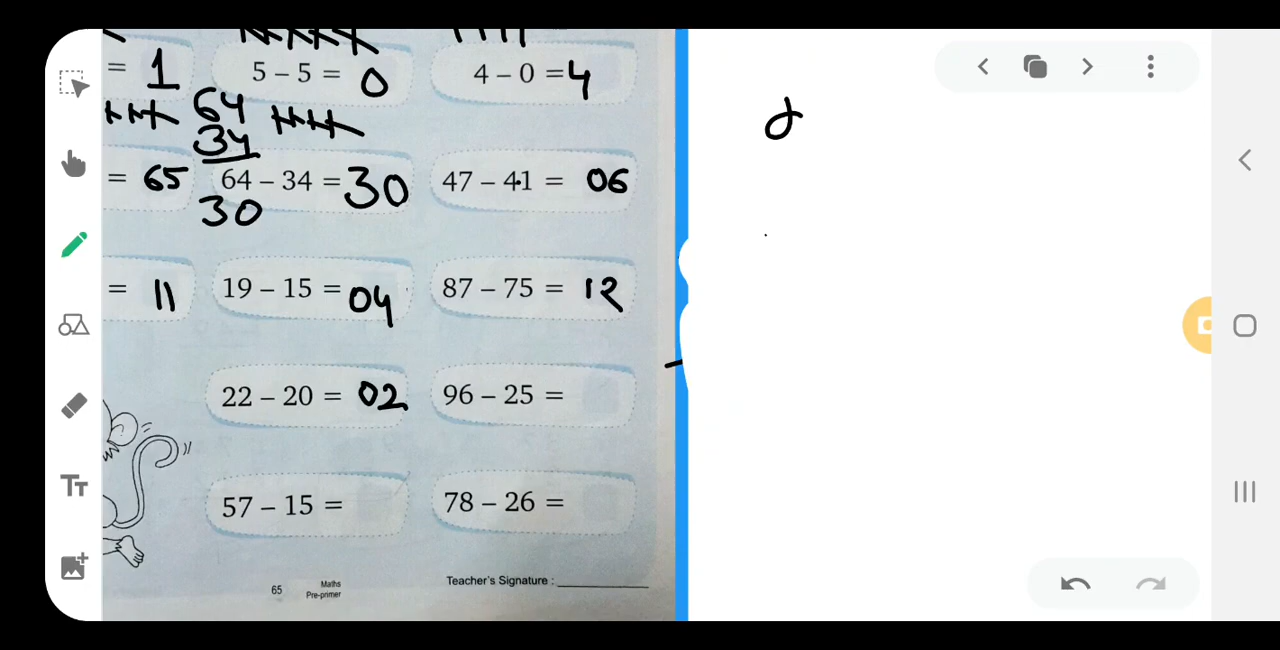 = 1 5 – 5 = 0 4 – 0 = 4
64
34
= 65 64 – 34 = 30 47 – 41 = 06
30
= 11 19 – 15 = 04 87 – 75 = 12
22 – 20 = 02 96 – 25 =
57 – 15 = 78 – 26 =
65 Maths Pre-primer Teacher's Signature :
TT